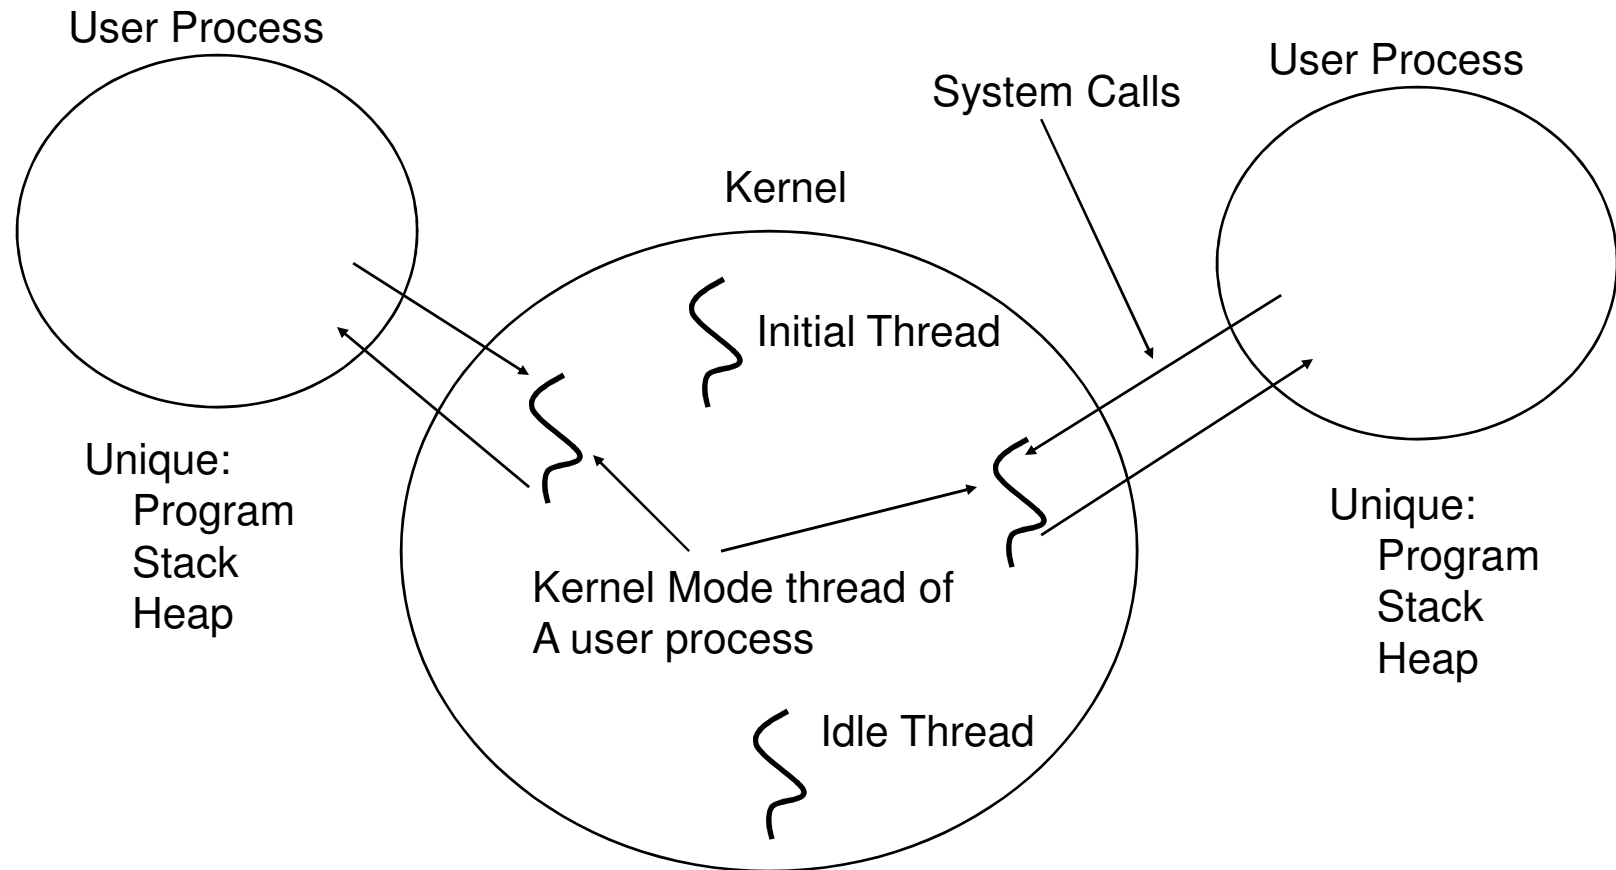 User Process
User Process
System Calls
Kernel
Initial Thread
Unique:
Program
Stack
Heap
Unique:
Program
Stack
Heap
Kernel Mode thread of
A user process
Idle Thread